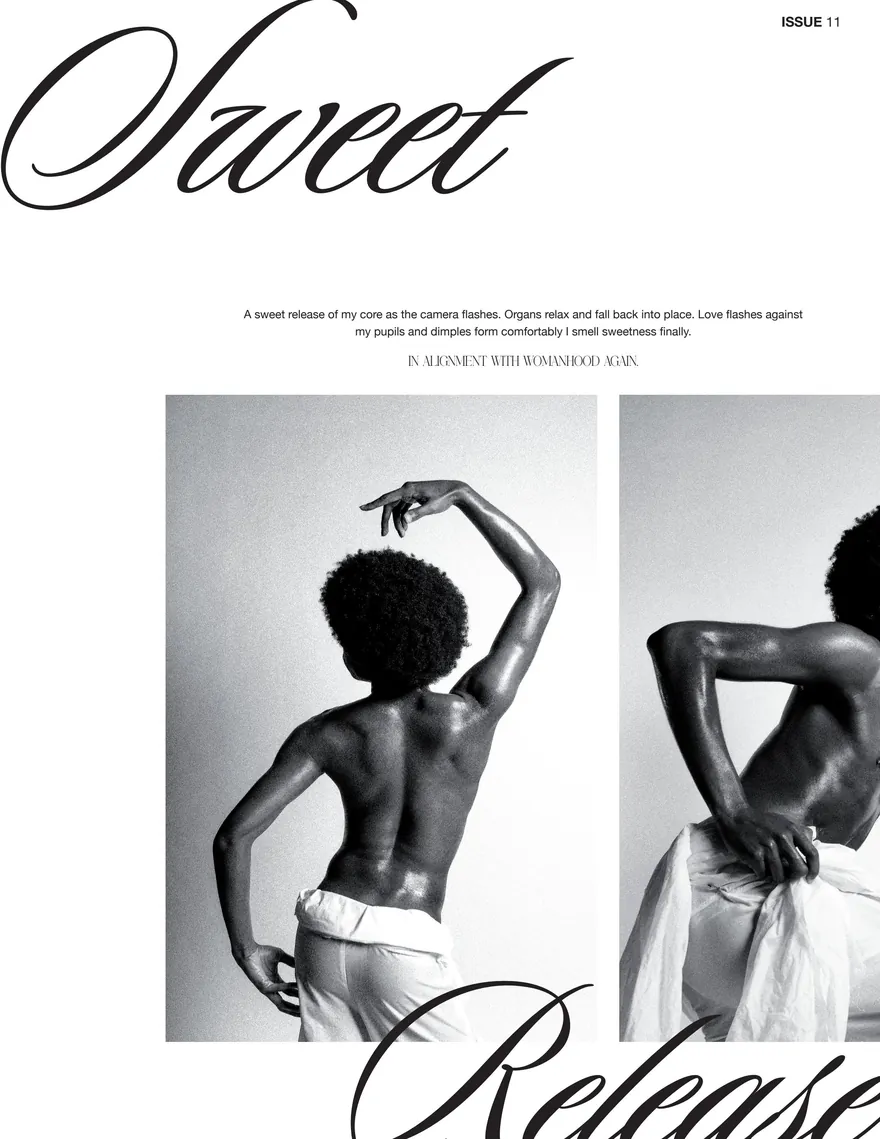 ISSUE 11
Sweet
A sweet release of my core as the camera flashes. Organs relax and fall back into place. Love flashes against
my pupils and dimples form comfortably I smell sweetness finally.
IN ALIGNMENT WITH WOMANHOOD AGAIN.
Release